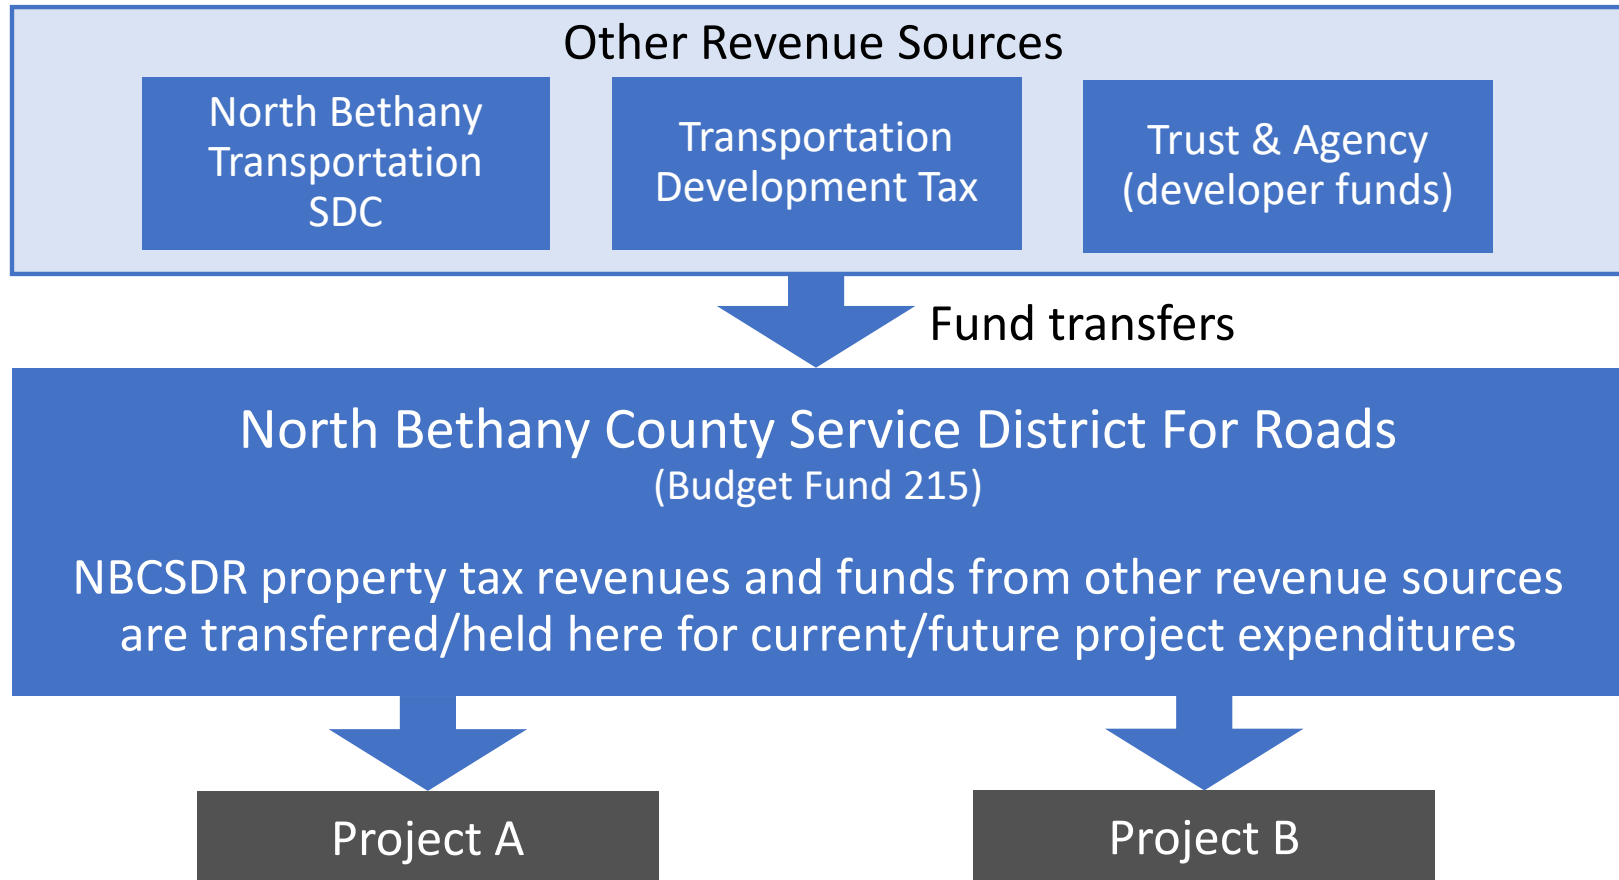 Other Revenue Sources
North Bethany
Transportation
SDC
Transportation
Development Tax
Trust & Agency
(developer funds)
Fund transfers
North Bethany County Service District For Roads
(Budget Fund 215)
NBCSDR property tax revenues and funds from other revenue sources
are transferred/held here for current/future project expenditures
Project A
Project B